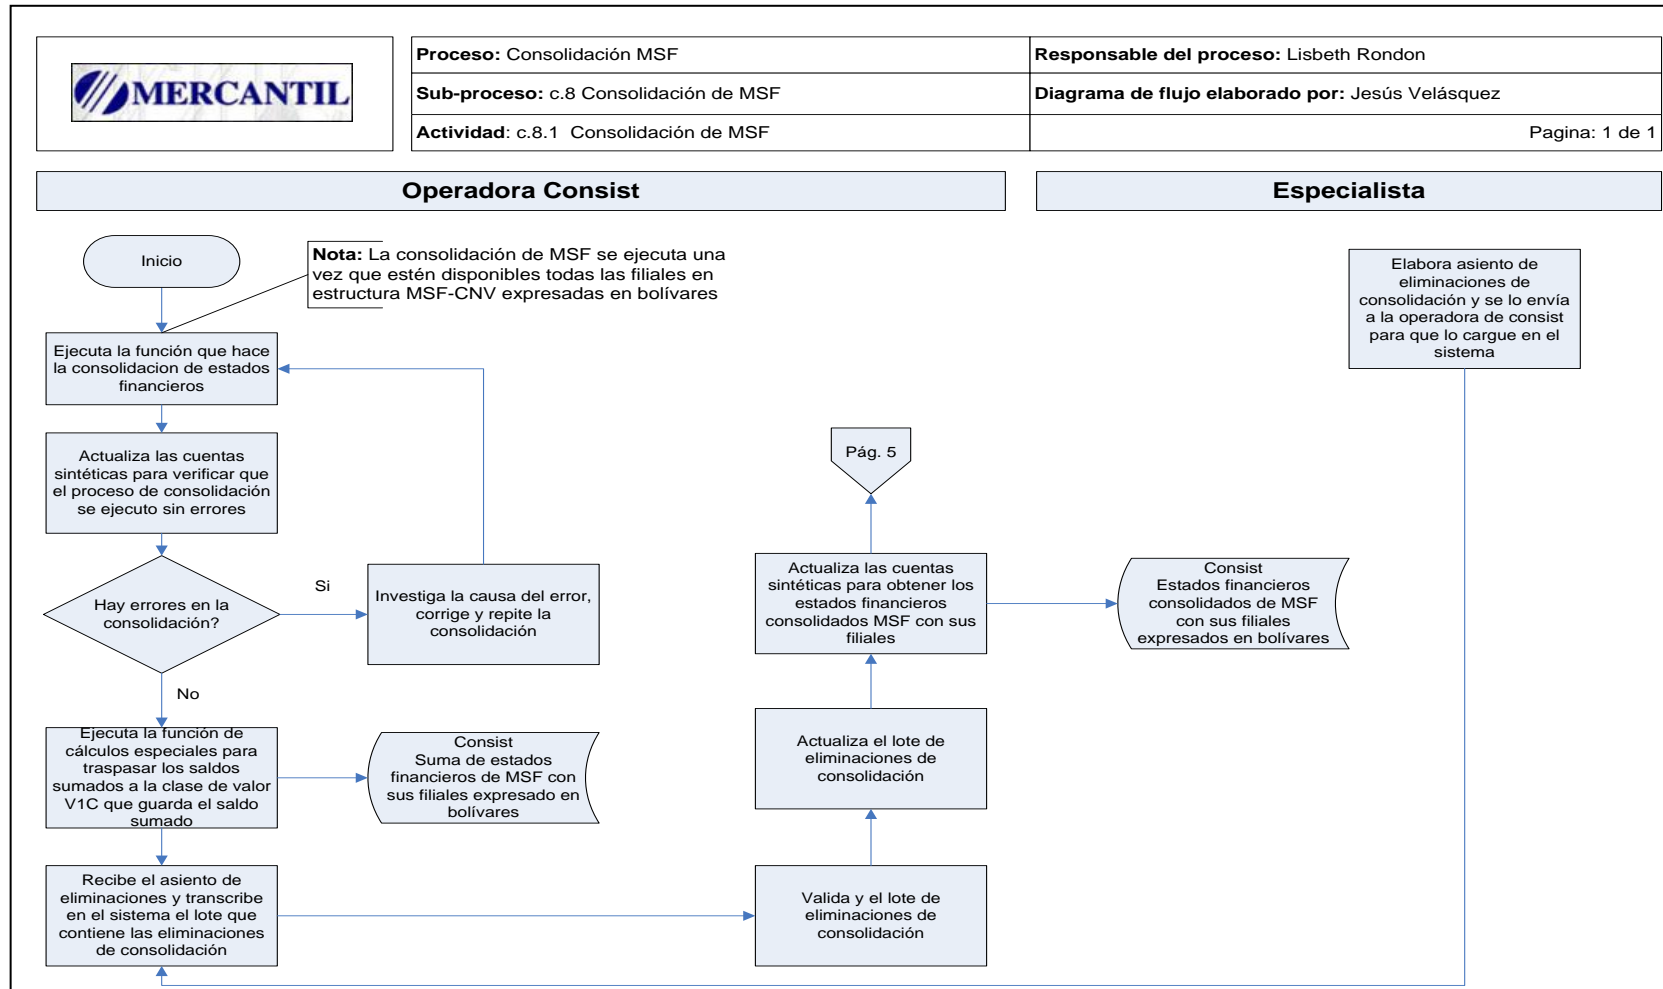 MERCANTIL
Proceso: Consolidación MSF
Responsable del proceso: Lisbeth Rondon
Sub-proceso: c.8 Consolidación de MSF
Diagrama de flujo elaborado por: Jesús Velásquez
Actividad: c.8.1 Consolidación de MSF
Pagina: 1 de 1
Operadora Consist
Especialista
Inicio
Nota: La consolidación de MSF se ejecuta una
vez que estén disponibles todas las filiales en
estructura MSF-CNV expresadas en bolívares
Ejecuta la función que hace
la consolidacion de estados
financieros
Actualiza las cuentas
sintéticas para verificar que
el proceso de consolidación
se ejecuto sin errores
Hay errores en la
consolidación?
Si
Investiga la causa del error,
corrige y repite la
consolidación
No
Ejecuta la función de
cálculos especiales para
traspasar los saldos
sumados a la clase de valor
V1C que guarda el saldo
sumado
Consist
Suma de estados
financieros de MSF con
sus filiales expresado en
bolívares
Recibe el asiento de
eliminaciones y transcribe
en el sistema el lote que
contiene las eliminaciones
de consolidación
Pág. 5
Actualiza las cuentas
sintéticas para obtener los
estados financieros
consolidados MSF con sus
filiales
Consist
Estados financieros
consolidados de MSF
con sus filiales
expresados en bolívares
Actualiza el lote de
eliminaciones de
consolidación
Valida y el lote de
eliminaciones de
consolidación
Elabora asiento de
eliminaciones de
consolidación y se lo envía
a la operadora de consist
para que lo cargue en el
sistema